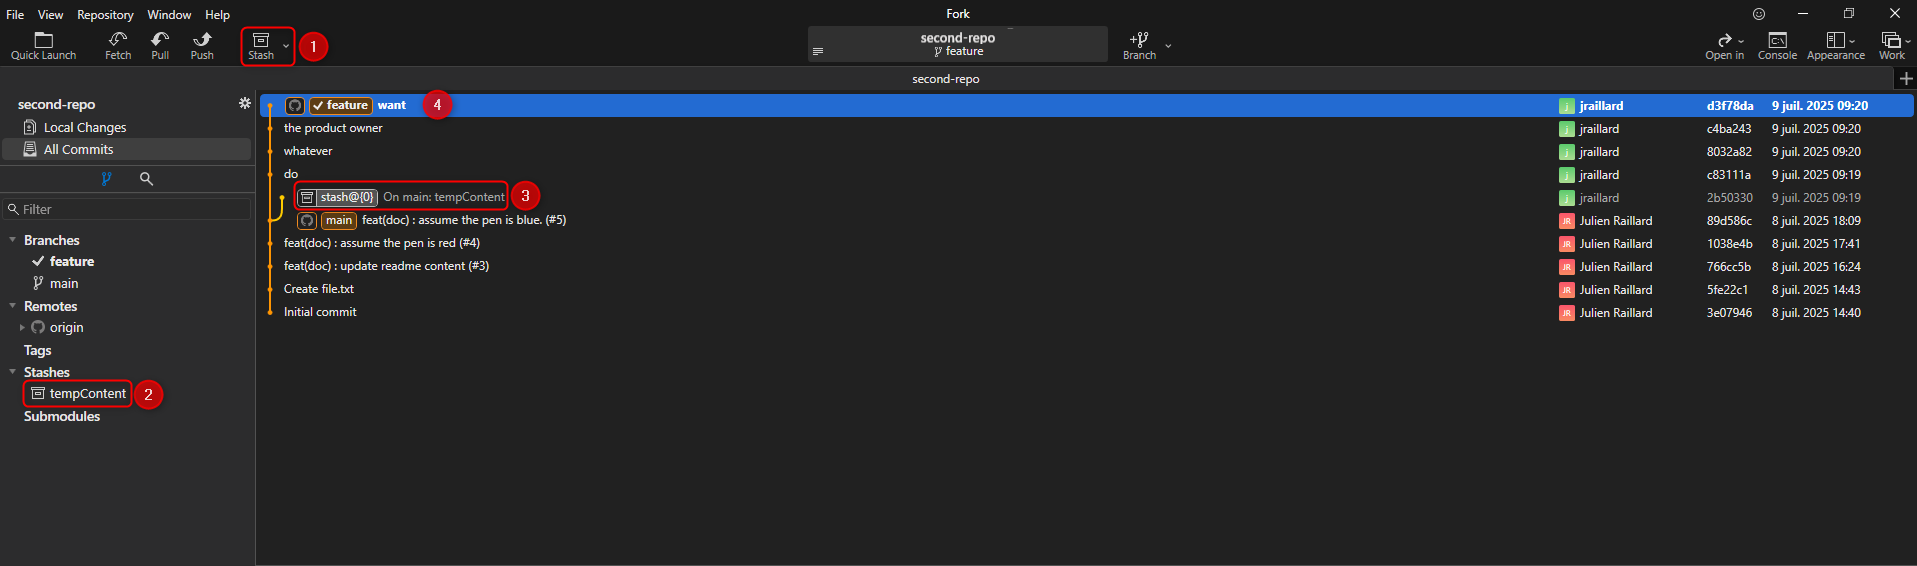 File View Repository Window Help
Fork
Quick Launch Fetch Pull Push Stash 1
second-repo
feature
Branch
Open in Console Appearance Work
second-repo
second-repo
Local Changes
All Commits
Filter
Branches
feature
main
Remotes
origin
Tags
Stashes
tempContent 2
Submodules
feature want 4 j jraillard d3f78da 9 juil. 2025 09:20
the product owner j jraillard c4ba243 9 juil. 2025 09:20
whatever j jraillard 8032a82 9 juil. 2025 09:20
do j jraillard c83111a 9 juil. 2025 09:19
stash@{0} On main: tempContent 3 j jraillard 2b50330 9 juil. 2025 09:19
main feat(doc) : assume the pen is blue. (#5) JR Julien Raillard 89d586c 8 juil. 2025 18:09
feat(doc) : assume the pen is red (#4) JR Julien Raillard 1038e4b 8 juil. 2025 17:41
feat(doc) : update readme content (#3) JR Julien Raillard 766cc5b 8 juil. 2025 16:24
Create file.txt JR Julien Raillard 5fe22c1 8 juil. 2025 14:43
Initial commit JR Julien Raillard 3e07946 8 juil. 2025 14:40